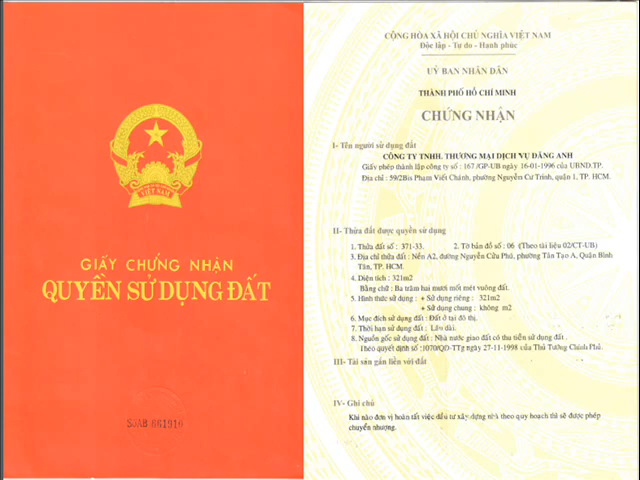 VIỆT NAM
GIẤY CHỨNG NHẬN
QUYỀN SỬ DỤNG ĐẤT
CỘNG HÒA XÃ HỘI CHỦ NGHĨA VIỆT NAM
Độc lập - Tự do - Hạnh phúc
UỶ BAN NHÂN DÂN
THÀNH PHỐ HỒ CHÍ MINH
CHỨNG NHẬN
I- Tên người sử dụng đất
CÔNG TY TNHH. THƯƠNG MẠI DỊCH VỤ ĐĂNG ANH
Giấy phép thành lập công ty số : 167 /GP-UB ngày 16-01-1996 của UBND.TP.
Địa chỉ : 59/2Bis Phạm Viết Chánh, phường Nguyễn Cư Trinh, quận 1, TP. HCM.
II- Thửa đất được quyền sử dụng
1. Thửa đất số : 371-33. 2. Tờ bản đồ số : 06 (Theo tài liệu 02/CT-UB)
3. Địa chỉ thửa đất : Nền A2, đường Nguyễn Cửu Phú, phường Tân Tạo A, Quận Bình
Tân, TP. HCM.
4. Diện tích : 321m2
Bằng chữ : Ba trăm hai mươi mốt mét vuông đất.
5. Hình thức sử dụng : + Sử dụng riêng : 321m2
+ Sử dụng chung : không m2
6. Mục đích sử dụng đất : Đất ở tại đô thị.
7. Thời hạn sử dụng đất : Lâu dài.
8. Nguồn gốc sử dụng đất : Nhà nước giao đất có thu tiền sử dụng đất .
Theo quyết định số :1070/QĐ-TTg ngày 27-11-1998 của Thủ Tướng Chính Phủ.
III- Tài sản gắn liền với đất
IV- Ghi chú
Khi nào đơn vị hoàn tất việc đầu tư xây dựng nhà theo quy hoạch thì sẽ được phép
chuyển nhượng.